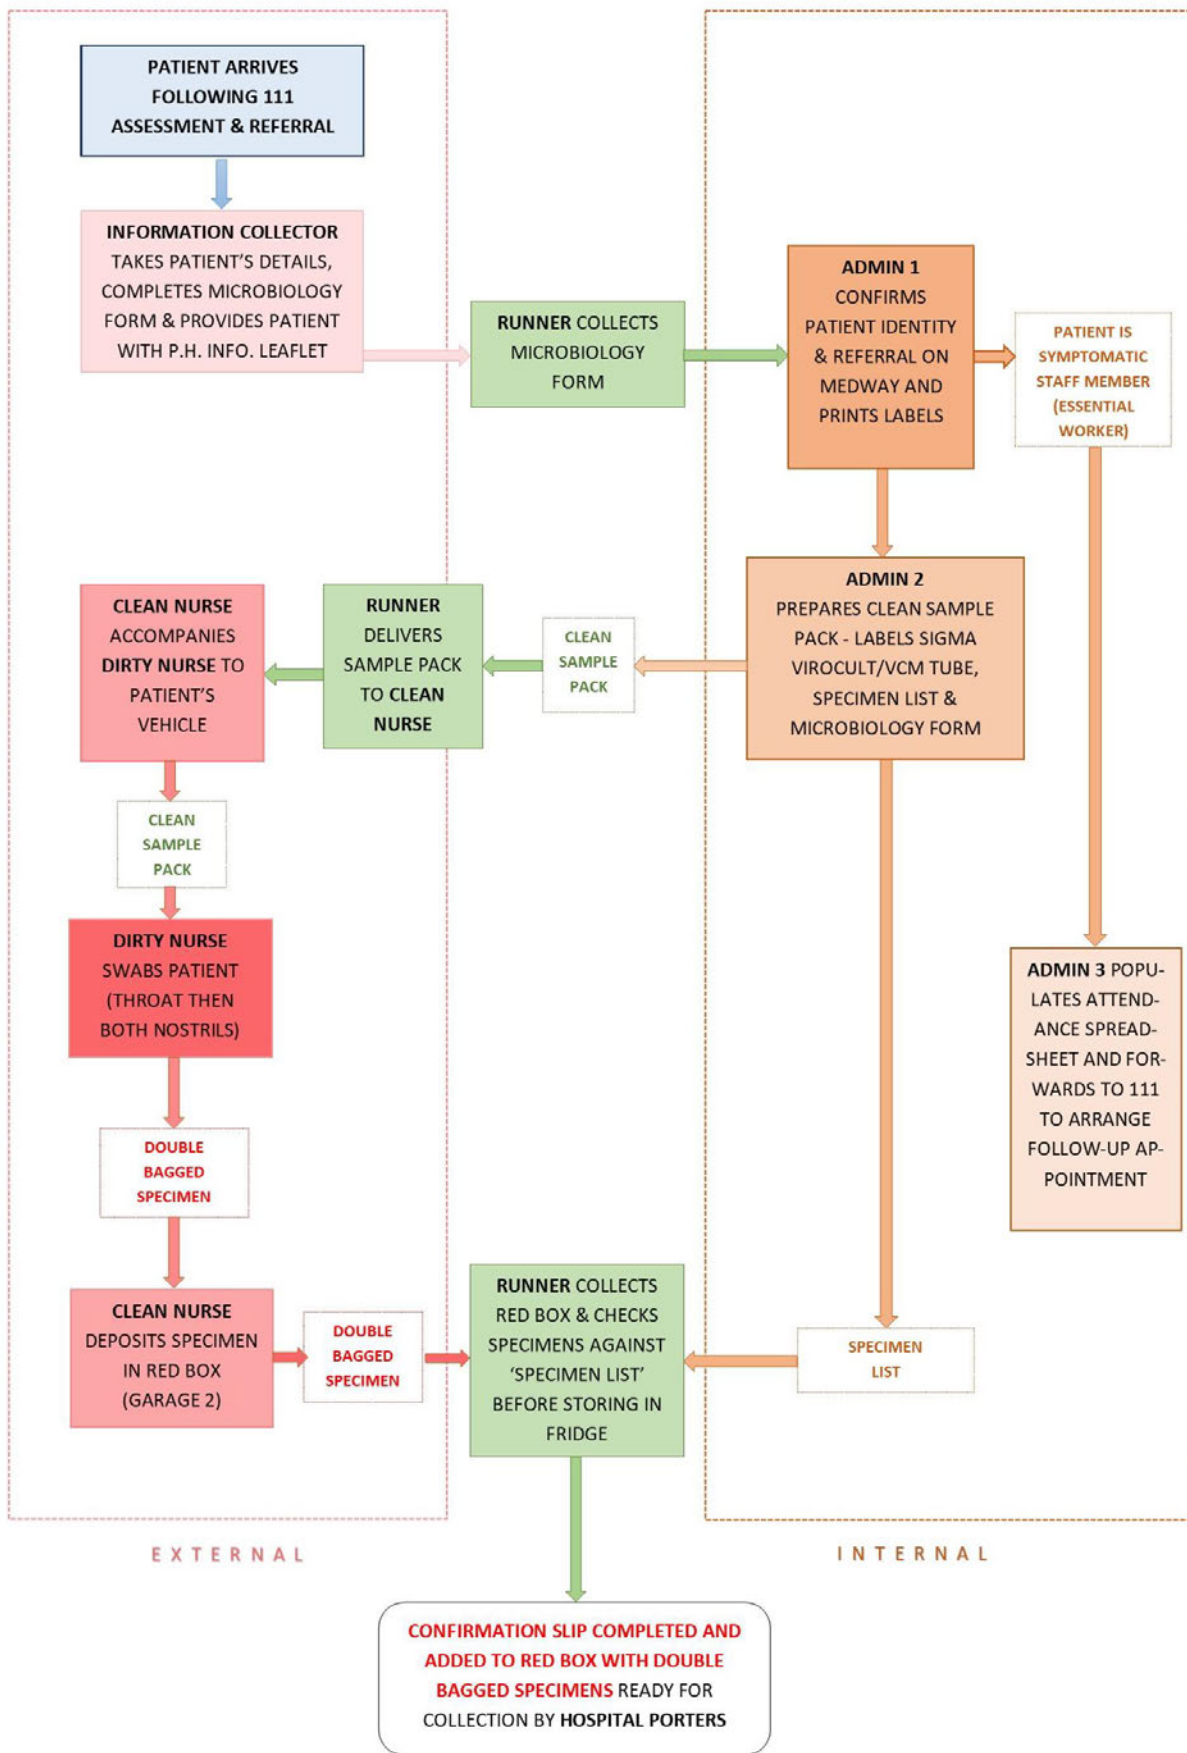 PATIENT ARRIVES
FOLLOWING 111
ASSESSMENT & REFERRAL
INFORMATION COLLECTOR
TAKES PATIENT'S DETAILS,
COMPLETES MICROBIOLOGY
FORM & PROVIDES PATIENT
WITH P.H. INFO. LEAFLET
RUNNER COLLECTS
MICROBIOLOGY
FORM
ADMIN 1
CONFIRMS
PATIENT IDENTITY
& REFERRAL ON
MEDWAY AND
PRINTS LABELS
PATIENT IS
SYMPTOMATIC
STAFF MEMBER
(ESSENTIAL
WORKER)
ADMIN 2
PREPARES CLEAN SAMPLE
PACK - LABELS SIGMA
VIROCULT/VCM TUBE,
SPECIMEN LIST &
MICROBIOLOGY FORM
CLEAN
SAMPLE
PACK
RUNNER
DELIVERS
SAMPLE PACK
TO CLEAN
NURSE
CLEAN NURSE
ACCOMPANIES
DIRTY NURSE TO
PATIENT'S
VEHICLE
CLEAN
SAMPLE
PACK
DIRTY NURSE
SWABS PATIENT
(THROAT THEN
BOTH NOSTRILS)
ADMIN 3 POPU-
LATES ATTEND-
ANCE SPREAD-
SHEET AND FOR-
WARDS TO 111
TO ARRANGE
FOLLOW-UP AP-
POINTMENT
DOUBLE
BAGGED
SPECIMEN
CLEAN NURSE
DEPOSITS SPECIMEN
IN RED BOX
(GARAGE 2)
DOUBLE
BAGGED
SPECIMEN
RUNNER COLLECTS
RED BOX & CHECKS
SPECIMENS AGAINST
‘SPECIMEN LIST’
BEFORE STORING IN
FRIDGE
SPECIMEN
LIST
EXTERNAL
INTERNAL
CONFIRMATION SLIP COMPLETED AND
ADDED TO RED BOX WITH DOUBLE
BAGGED SPECIMENS READY FOR
COLLECTION BY HOSPITAL PORTERS